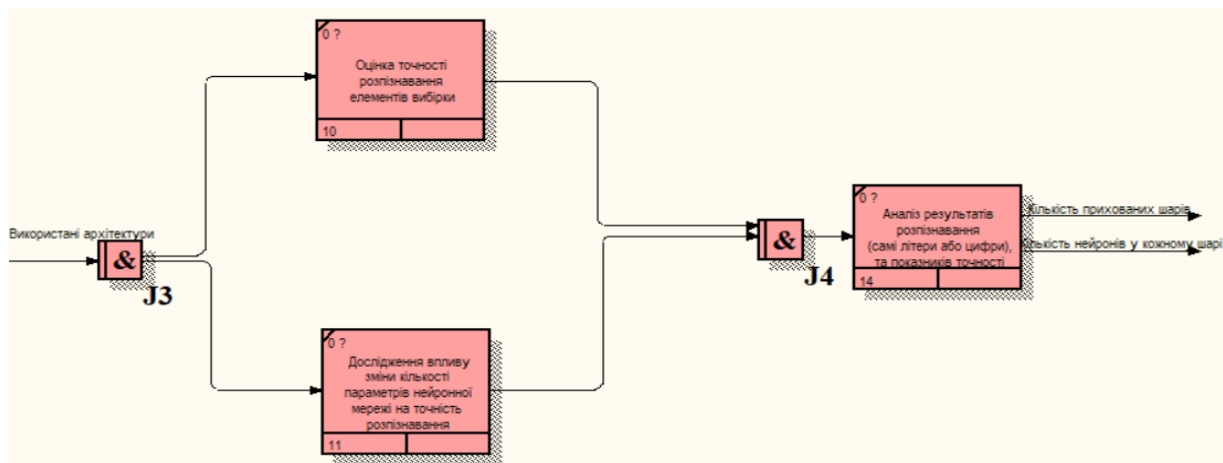 0 ?
Оцінка точності
розпізнавання
елементів вибірки
10
Використані архітектури
&
J3
&
J4
0 ?
Аналіз результатів
розпізнавання
(самі літери або цифри),
та показників точності
14
Кількість прихованих шарів
Кількість нейронів у кожному шарі
0 ?
Дослідження впливу
зміни кількості
параметрів нейронної
мережі на точність
розпізнавання
11